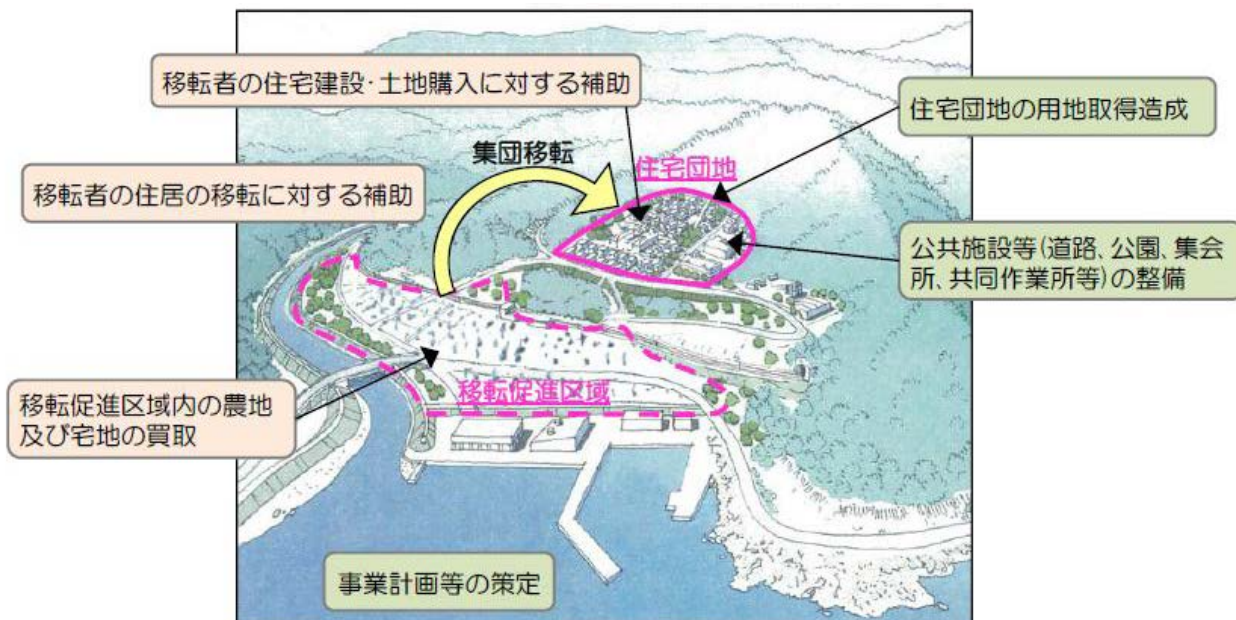 移転者の住宅建設・土地購入に対する補助
住宅団地の用地取得造成
集団移転
住宅団地
移転者の住居の移転に対する補助
公共施設等(道路、公園、集会
所、共同作業所等)の整備
移転促進区域
移転促進区域内の農地
及び宅地の買取
事業計画等の策定